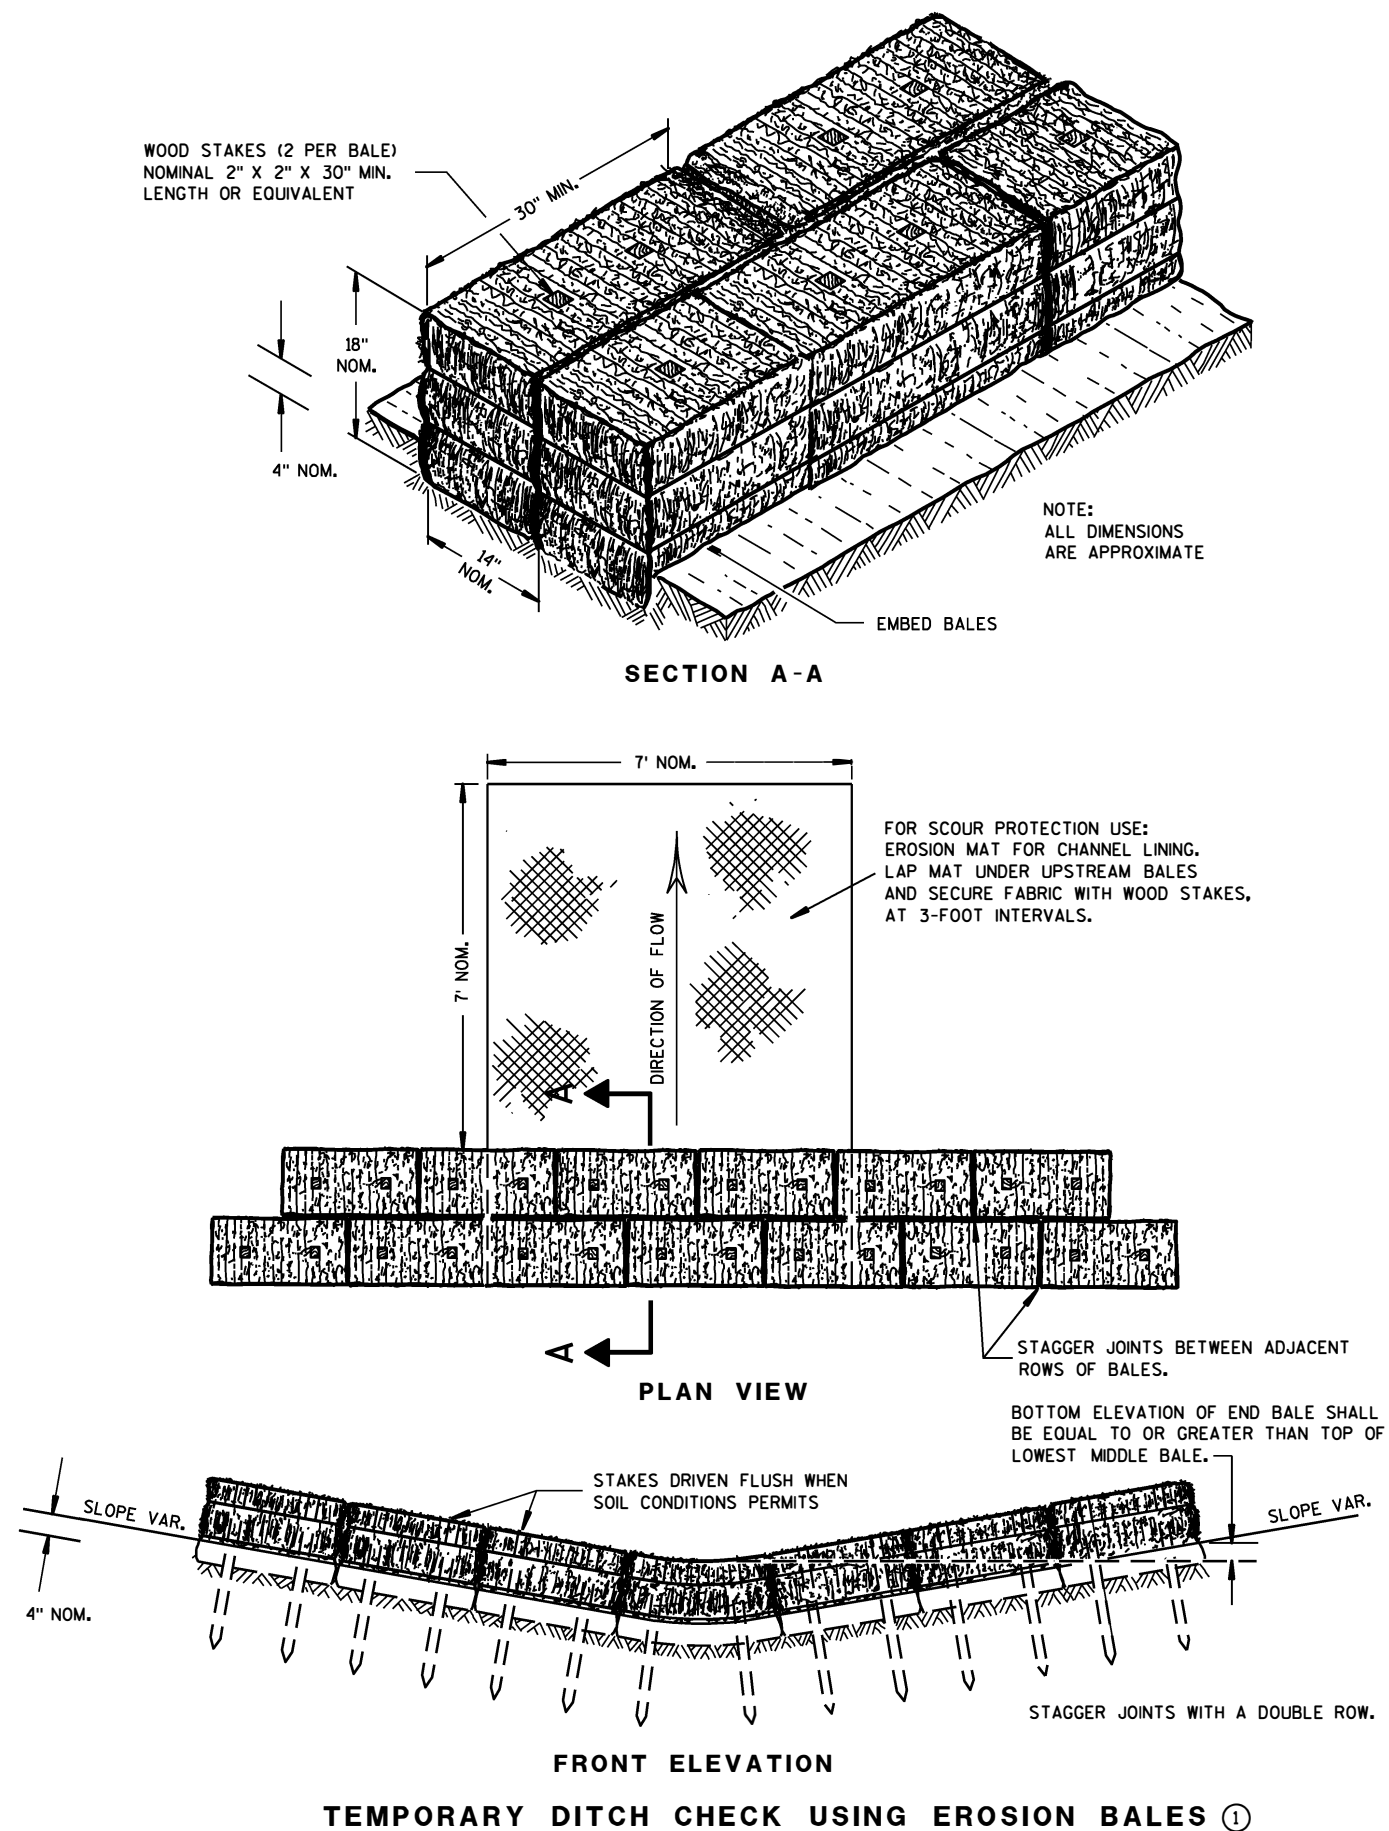 WOOD STAKES (2 PER BALE)
NOMINAL 2" X 2" X 30" MIN.
LENGTH OR EQUIVALENT
30" MIN.
18"
NOM.
4" NOM.
14"
NOM.
NOTE:
ALL DIMENSIONS
ARE APPROXIMATE
EMBED BALES
SECTION A-A
7' NOM.
7' NOM.
FOR SCOUR PROTECTION USE:
EROSION MAT FOR CHANNEL LINING.
LAP MAT UNDER UPSTREAM BALES
AND SECURE FABRIC WITH WOOD STAKES,
AT 3-FOOT INTERVALS.
DIRECTION OF FLOW
A
A
STAGGER JOINTS BETWEEN ADJACENT
ROWS OF BALES.
PLAN VIEW
BOTTOM ELEVATION OF END BALE SHALL
BE EQUAL TO OR GREATER THAN TOP OF
LOWEST MIDDLE BALE.
STAKES DRIVEN FLUSH WHEN
SOIL CONDITIONS PERMITS
SLOPE VAR.
SLOPE VAR.
4" NOM.
STAGGER JOINTS WITH A DOUBLE ROW.
FRONT ELEVATION
TEMPORARY DITCH CHECK USING EROSION BALES ①